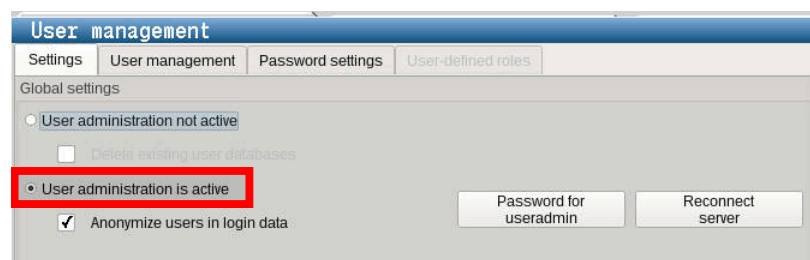 User management
Settings User management Password settings User-defined roles
Global settings
User administration not active
Delete existing user databases
User administration is active
Anonymize users in login data
Password for
useradmin
Reconnect
server